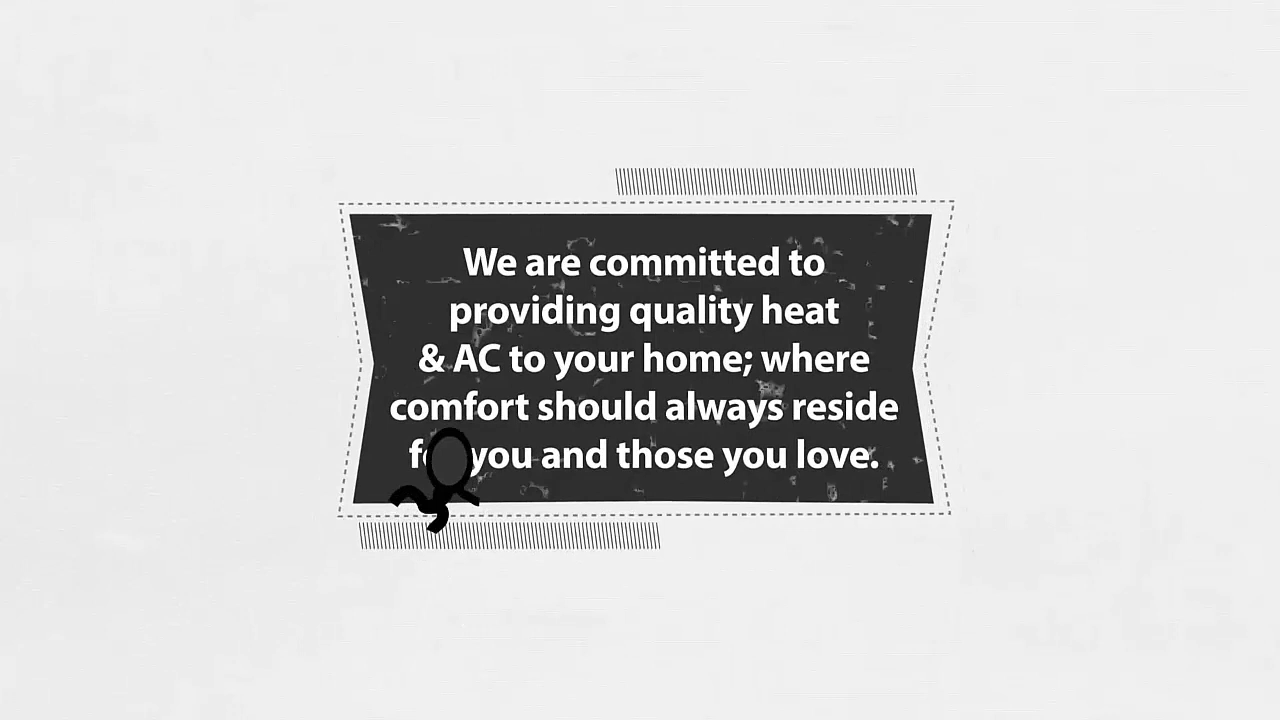 We are committed to
providing quality heat
& AC to your home; where
comfort should always reside
you and those you love.